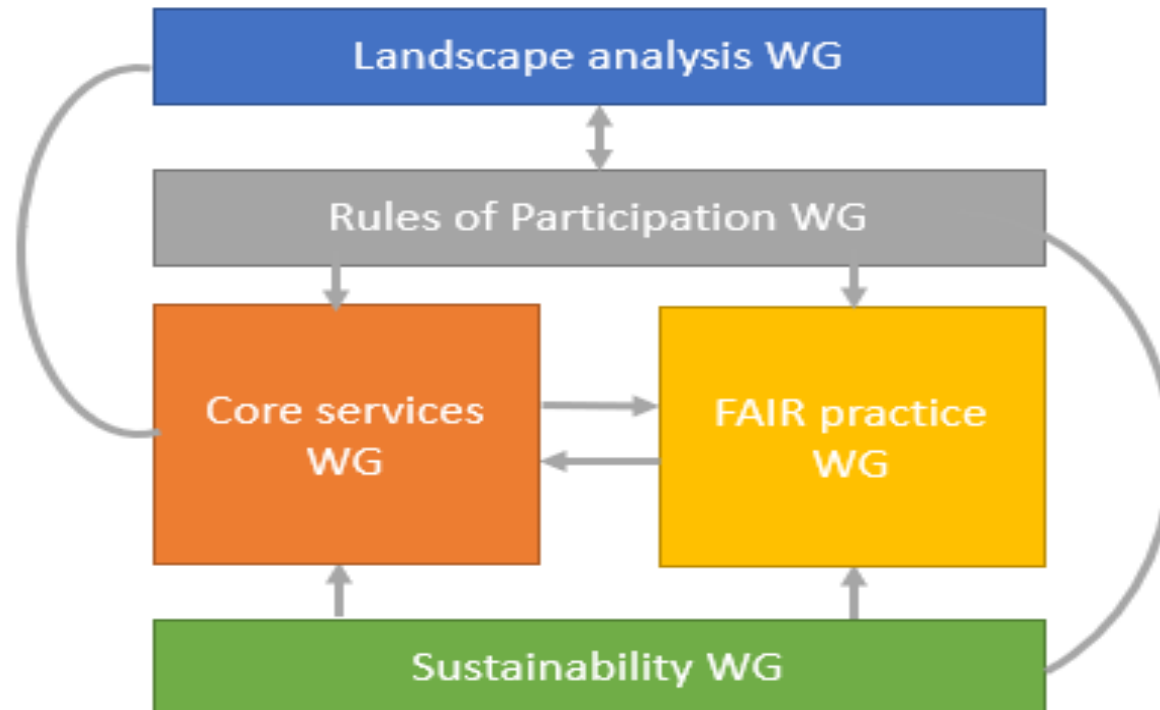 Landscape analysis WG
Rules of Participation WG
Core services
WG
FAIR practice
WG
Sustainability WG